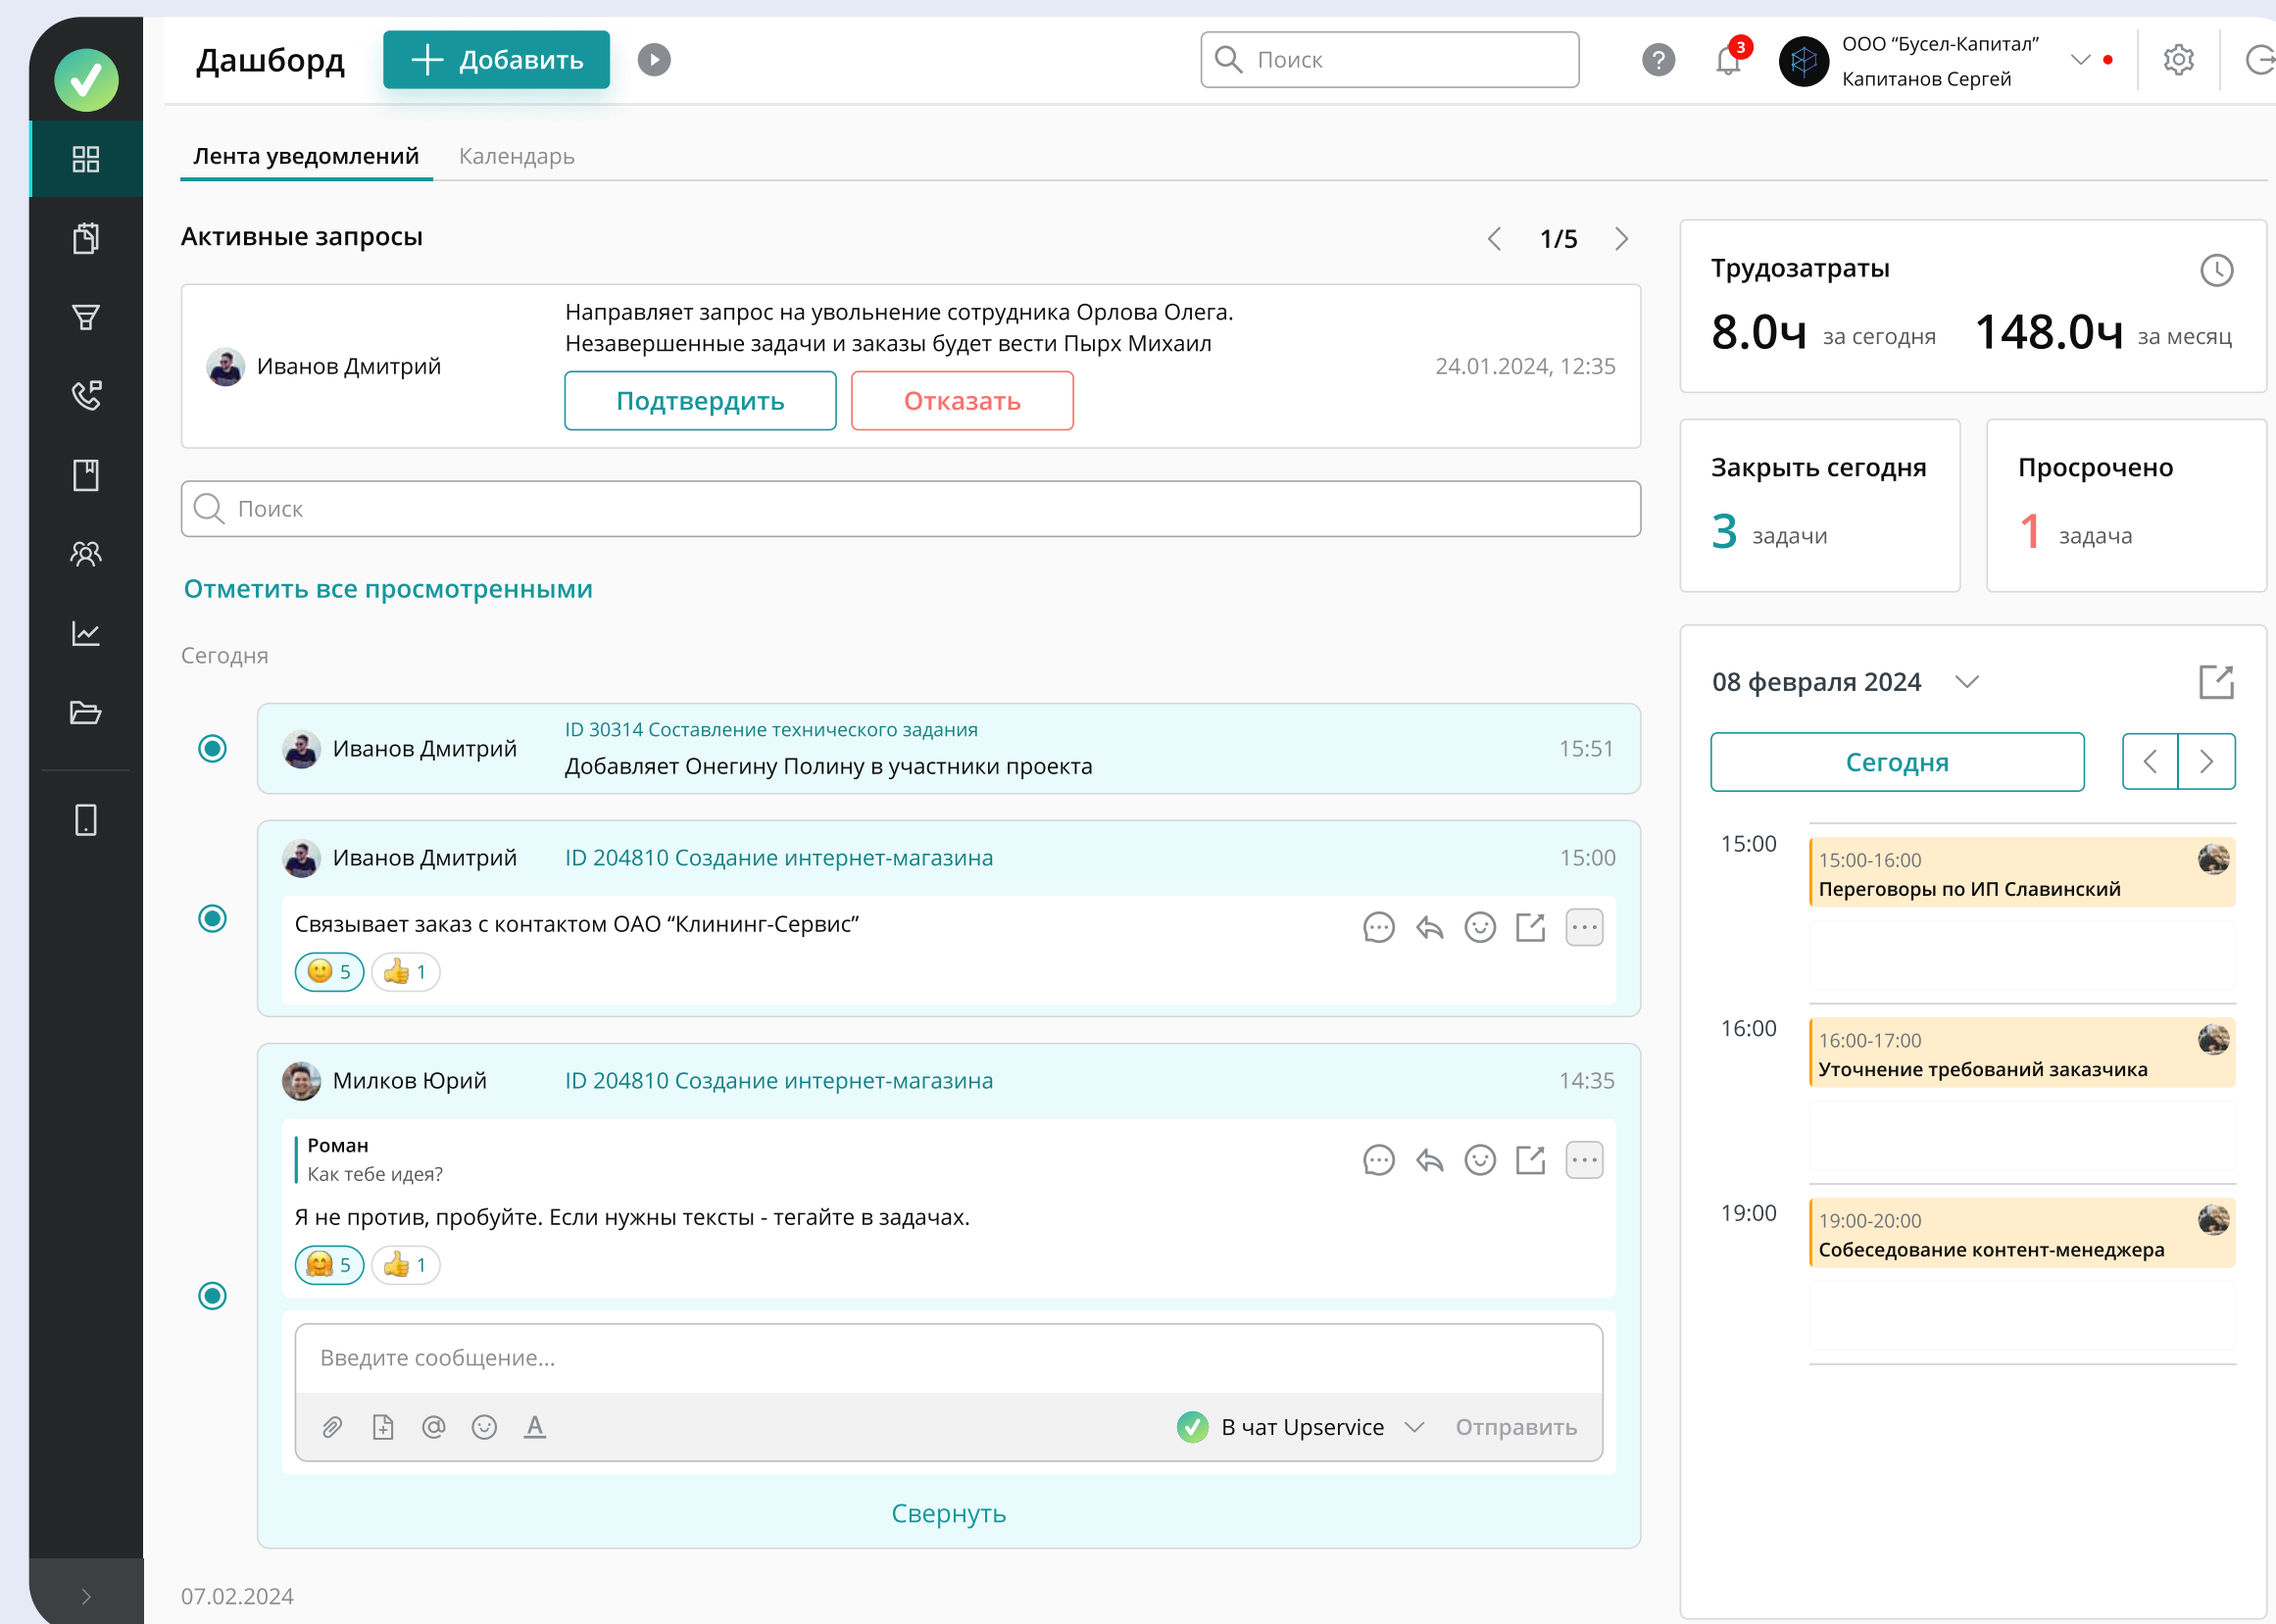 Дашборд
Добавить
Поиск
?
3
ООО “Бусел-Капитал”
Капитанов Сергей
Лента уведомлений
Календарь
Активные запросы
1/5
Иванов Дмитрий
Направляет запрос на увольнение сотрудника Орлова Олега.
Незавершенные задачи и заказы будет вести Пырх Михаил
24.01.2024, 12:35
Подтвердить
Отказать
Поиск
Отметить все просмотренными
Сегодня
Иванов Дмитрий
ID 30314 Составление технического задания
Добавляет Онегину Полину в участники проекта
15:51
Иванов Дмитрий
ID 204810 Создание интернет-магазина
15:00
Связывает заказ с контактом ОАО “Клининг-Сервис”
5
1
Милков Юрий
ID 204810 Создание интернет-магазина
14:35
Роман
Как тебе идея?
Я не против, пробуйте. Если нужны тексты - тегайте в задачах.
5
1
Введите сообщение...
@
A
В чат Upservice
Отправить
Свернуть
07.02.2024
Трудозатраты
8.0ч за сегодня 148.0ч за месяц
Закрыть сегодня
3 задачи
Просрочено
1 задача
08 февраля 2024
Сегодня
15:00
15:00-16:00
Переговоры по ИП Славинский
16:00
16:00-17:00
Уточнение требований заказчика
19:00
19:00-20:00
Собеседование контент-менеджера